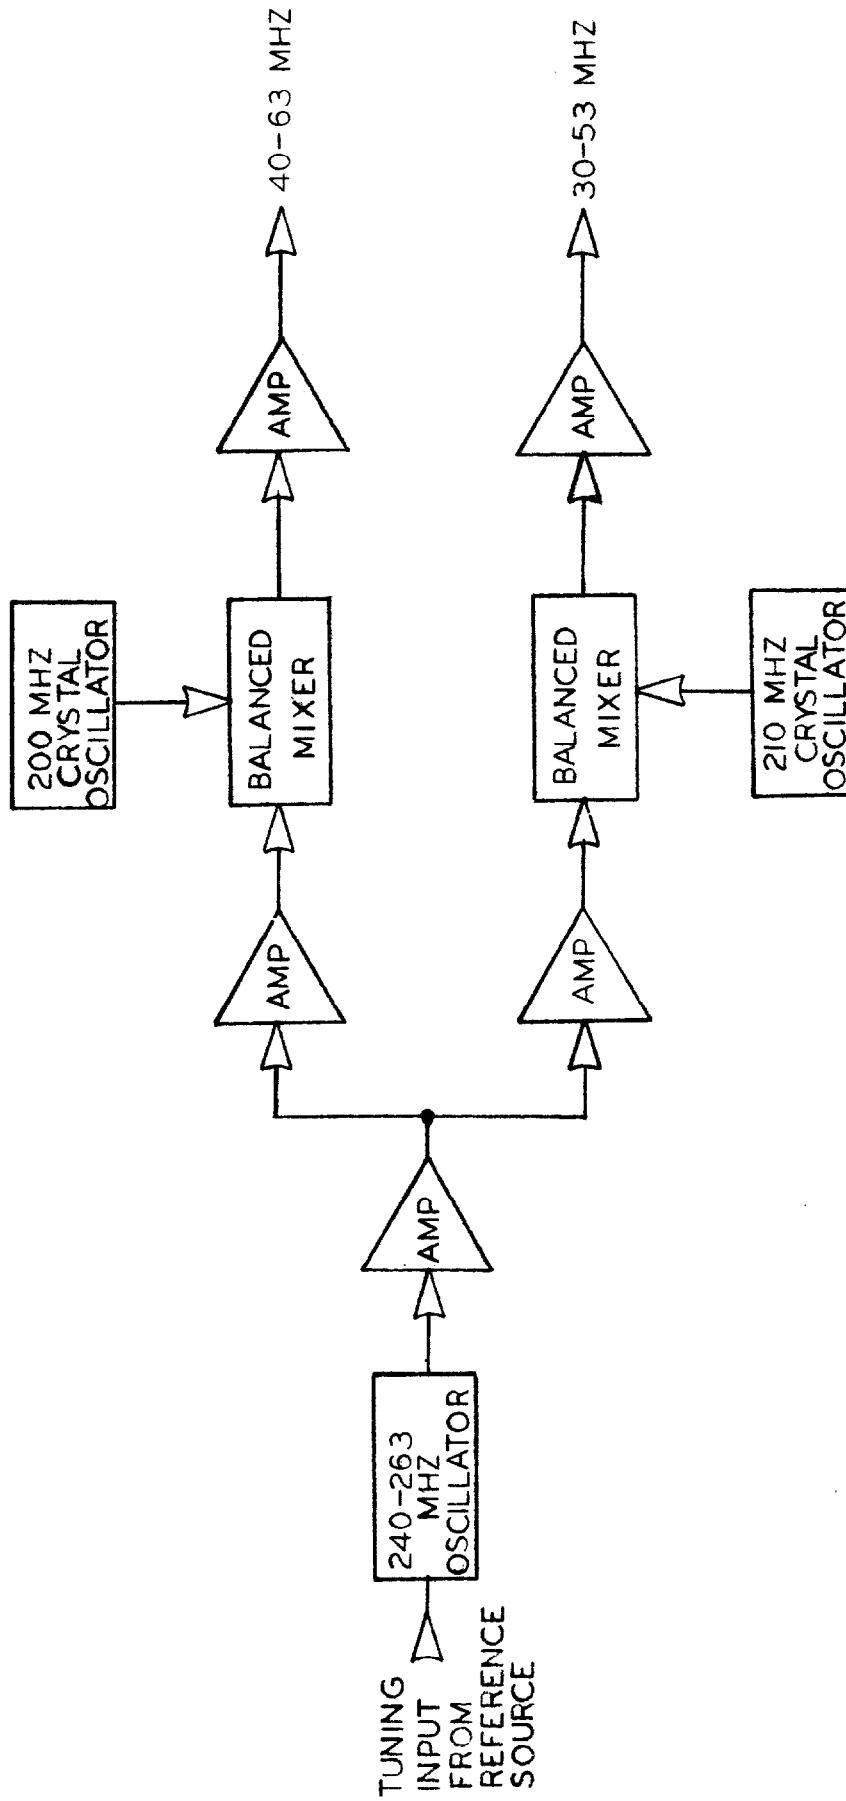 TUNING
INPUT
FROM
REFERENCE
SOURCE
240-263
MHZ
OSCILLATOR
AMP
AMP
AMP
200 MHZ
CRYSTAL
OSCILLATOR
BALANCED
MIXER
BALANCED
MIXER
210 MHZ
CRYSTAL
OSCILLATOR
AMP
AMP
40-63 MHZ
30-53 MHZ